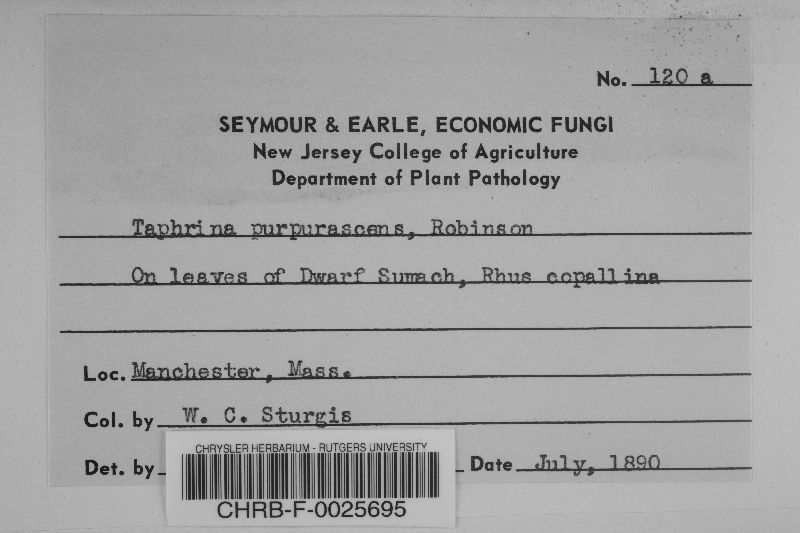 No. 120 a
SEYMOUR & EARLE, ECONOMIC FUNGI
New Jersey College of Agriculture
Department of Plant Pathology
Taphrina purpurascens, Robinson
On leaves of Dwarf Sumach, Rhus copallina
Loc. Manchester, Mass.
Col. by W. C. Sturgis
Det. by Date July, 1890
CHRYSLER HERBARIUM - RUTGERS UNIVERSITY
CHRB-F-0025695